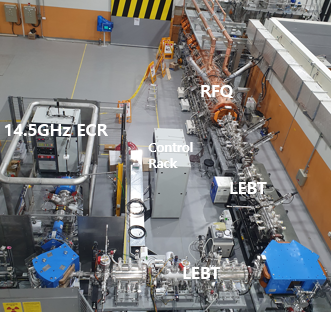 RFQ
14.5GHz ECR
Control
Rack
LEBT
LEBT